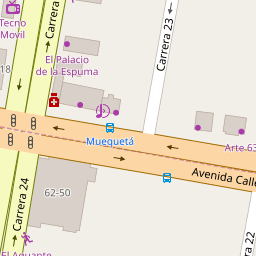 Tecno
Movil
Carrera 23
El Palacio
de la Espuma
18
Arte 63
Muequetá
Avenida Calle
62-50
Carrera 24
Carrera 22
El Aguante